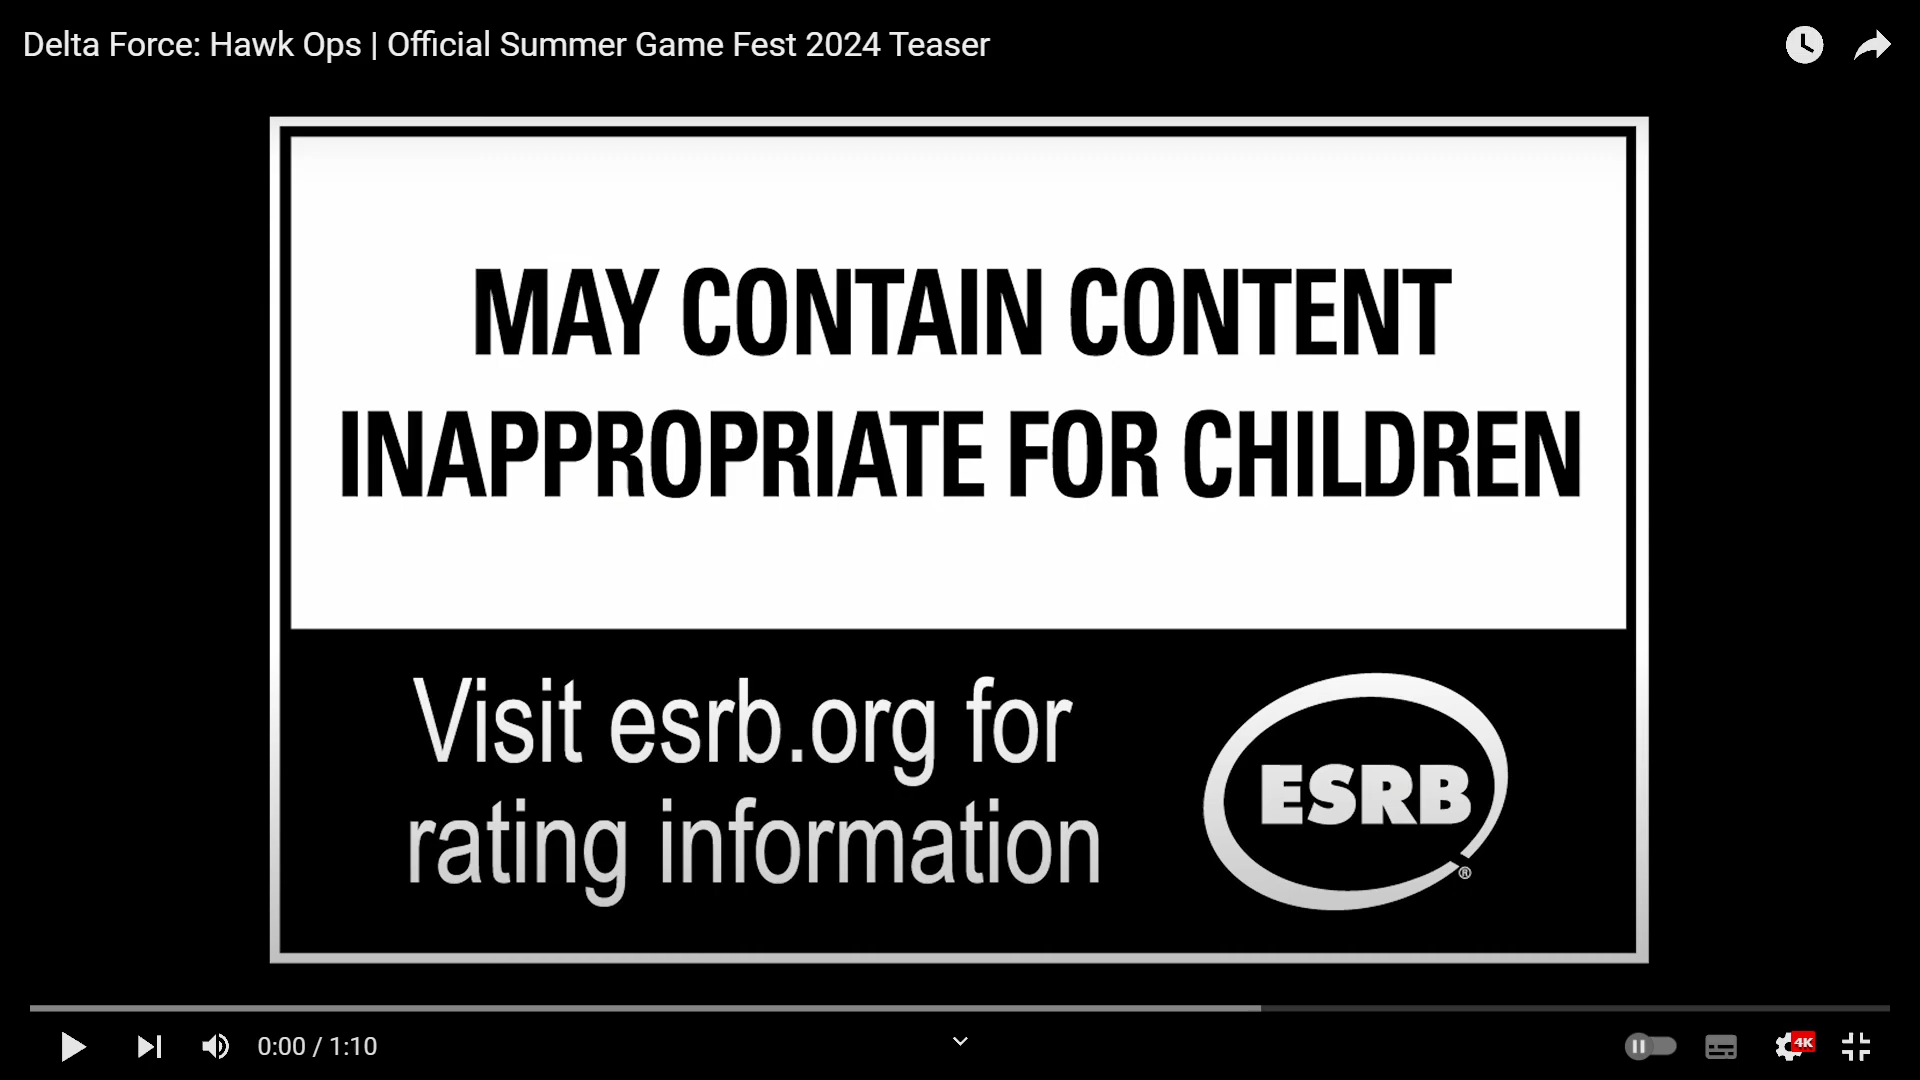 Delta Force: Hawk Ops | Official Summer Game Fest 2024 Teaser
MAY CONTAIN CONTENT
INAPPROPRIATE FOR CHILDREN
Visit esrb.org for
rating information
ESRB
®
0:00 / 1:10
4K